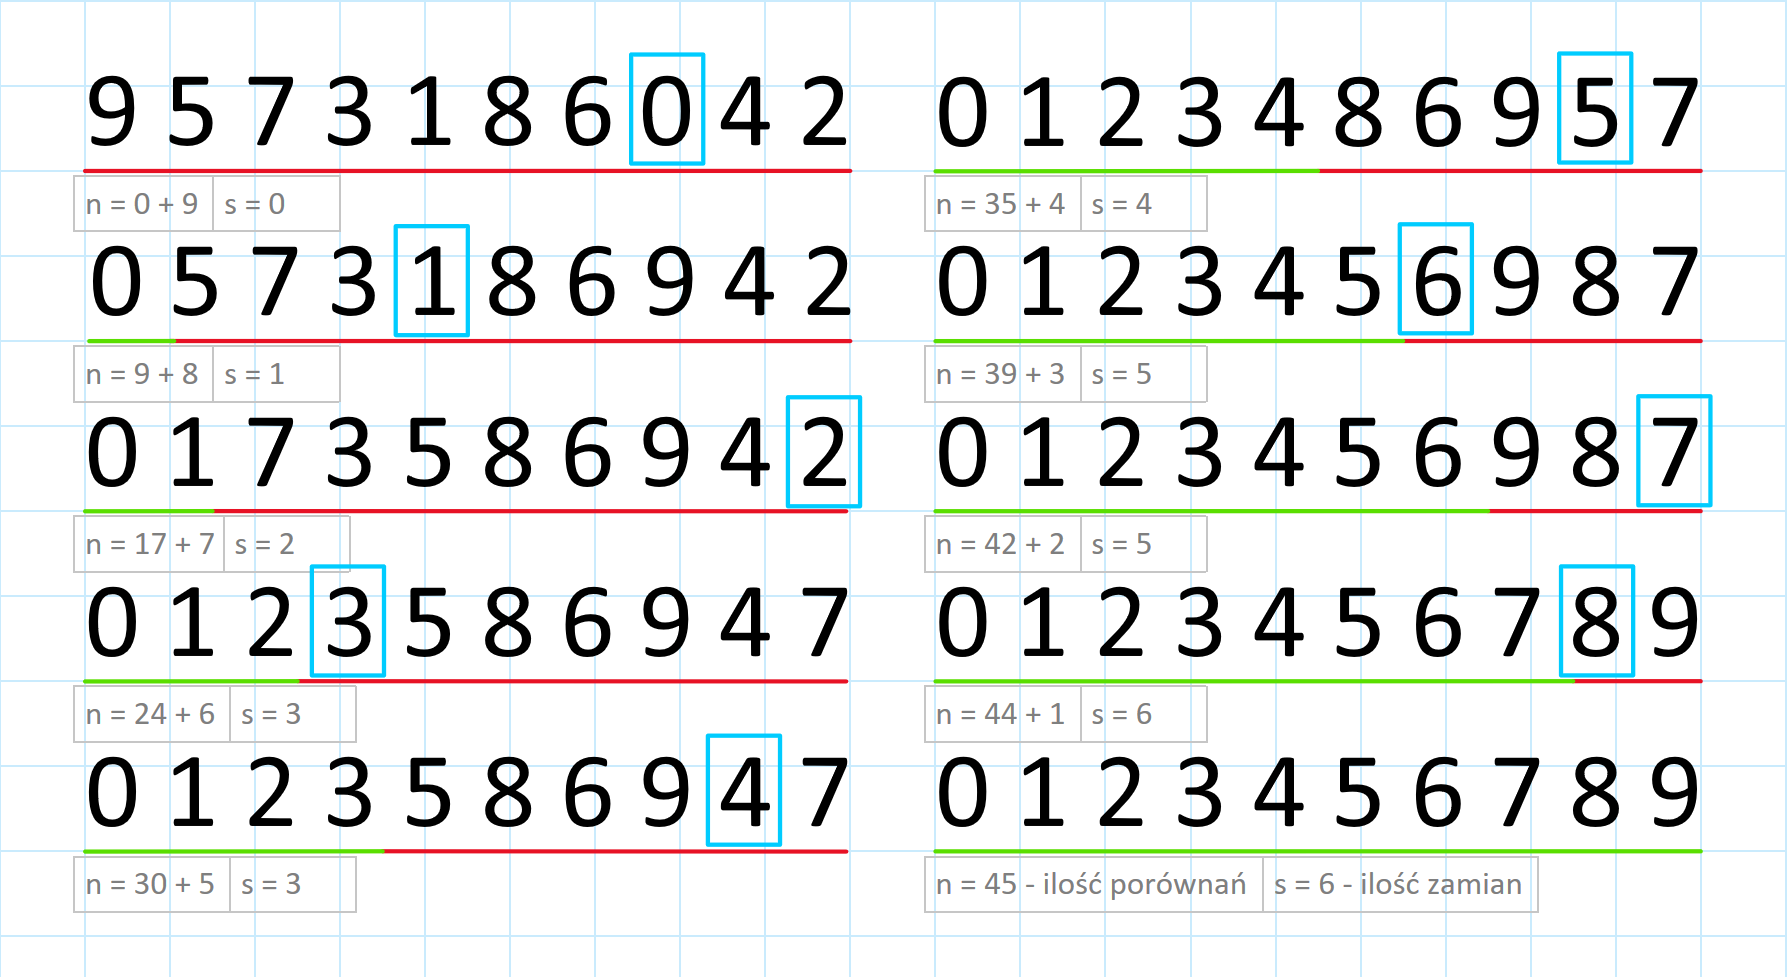 9 5 7 3 1 8 6 0 4 2
n = 0 + 9 s = 0
0 5 7 3 1 8 6 9 4 2
n = 9 + 8 s = 1
0 1 7 3 5 8 6 9 4 2
n = 17 + 7 s = 2
0 1 2 3 5 8 6 9 4 7
n = 24 + 6 s = 3
0 1 2 3 5 8 6 9 4 7
n = 30 + 5 s = 3
0 1 2 3 4 8 6 9 5 7
n = 35 + 4 s = 4
0 1 2 3 4 5 6 9 8 7
n = 39 + 3 s = 5
0 1 2 3 4 5 6 9 8 7
n = 42 + 2 s = 5
0 1 2 3 4 5 6 7 8 9
n = 44 + 1 s = 6
0 1 2 3 4 5 6 7 8 9
n = 45 - ilość porównań s = 6 - ilość zamian